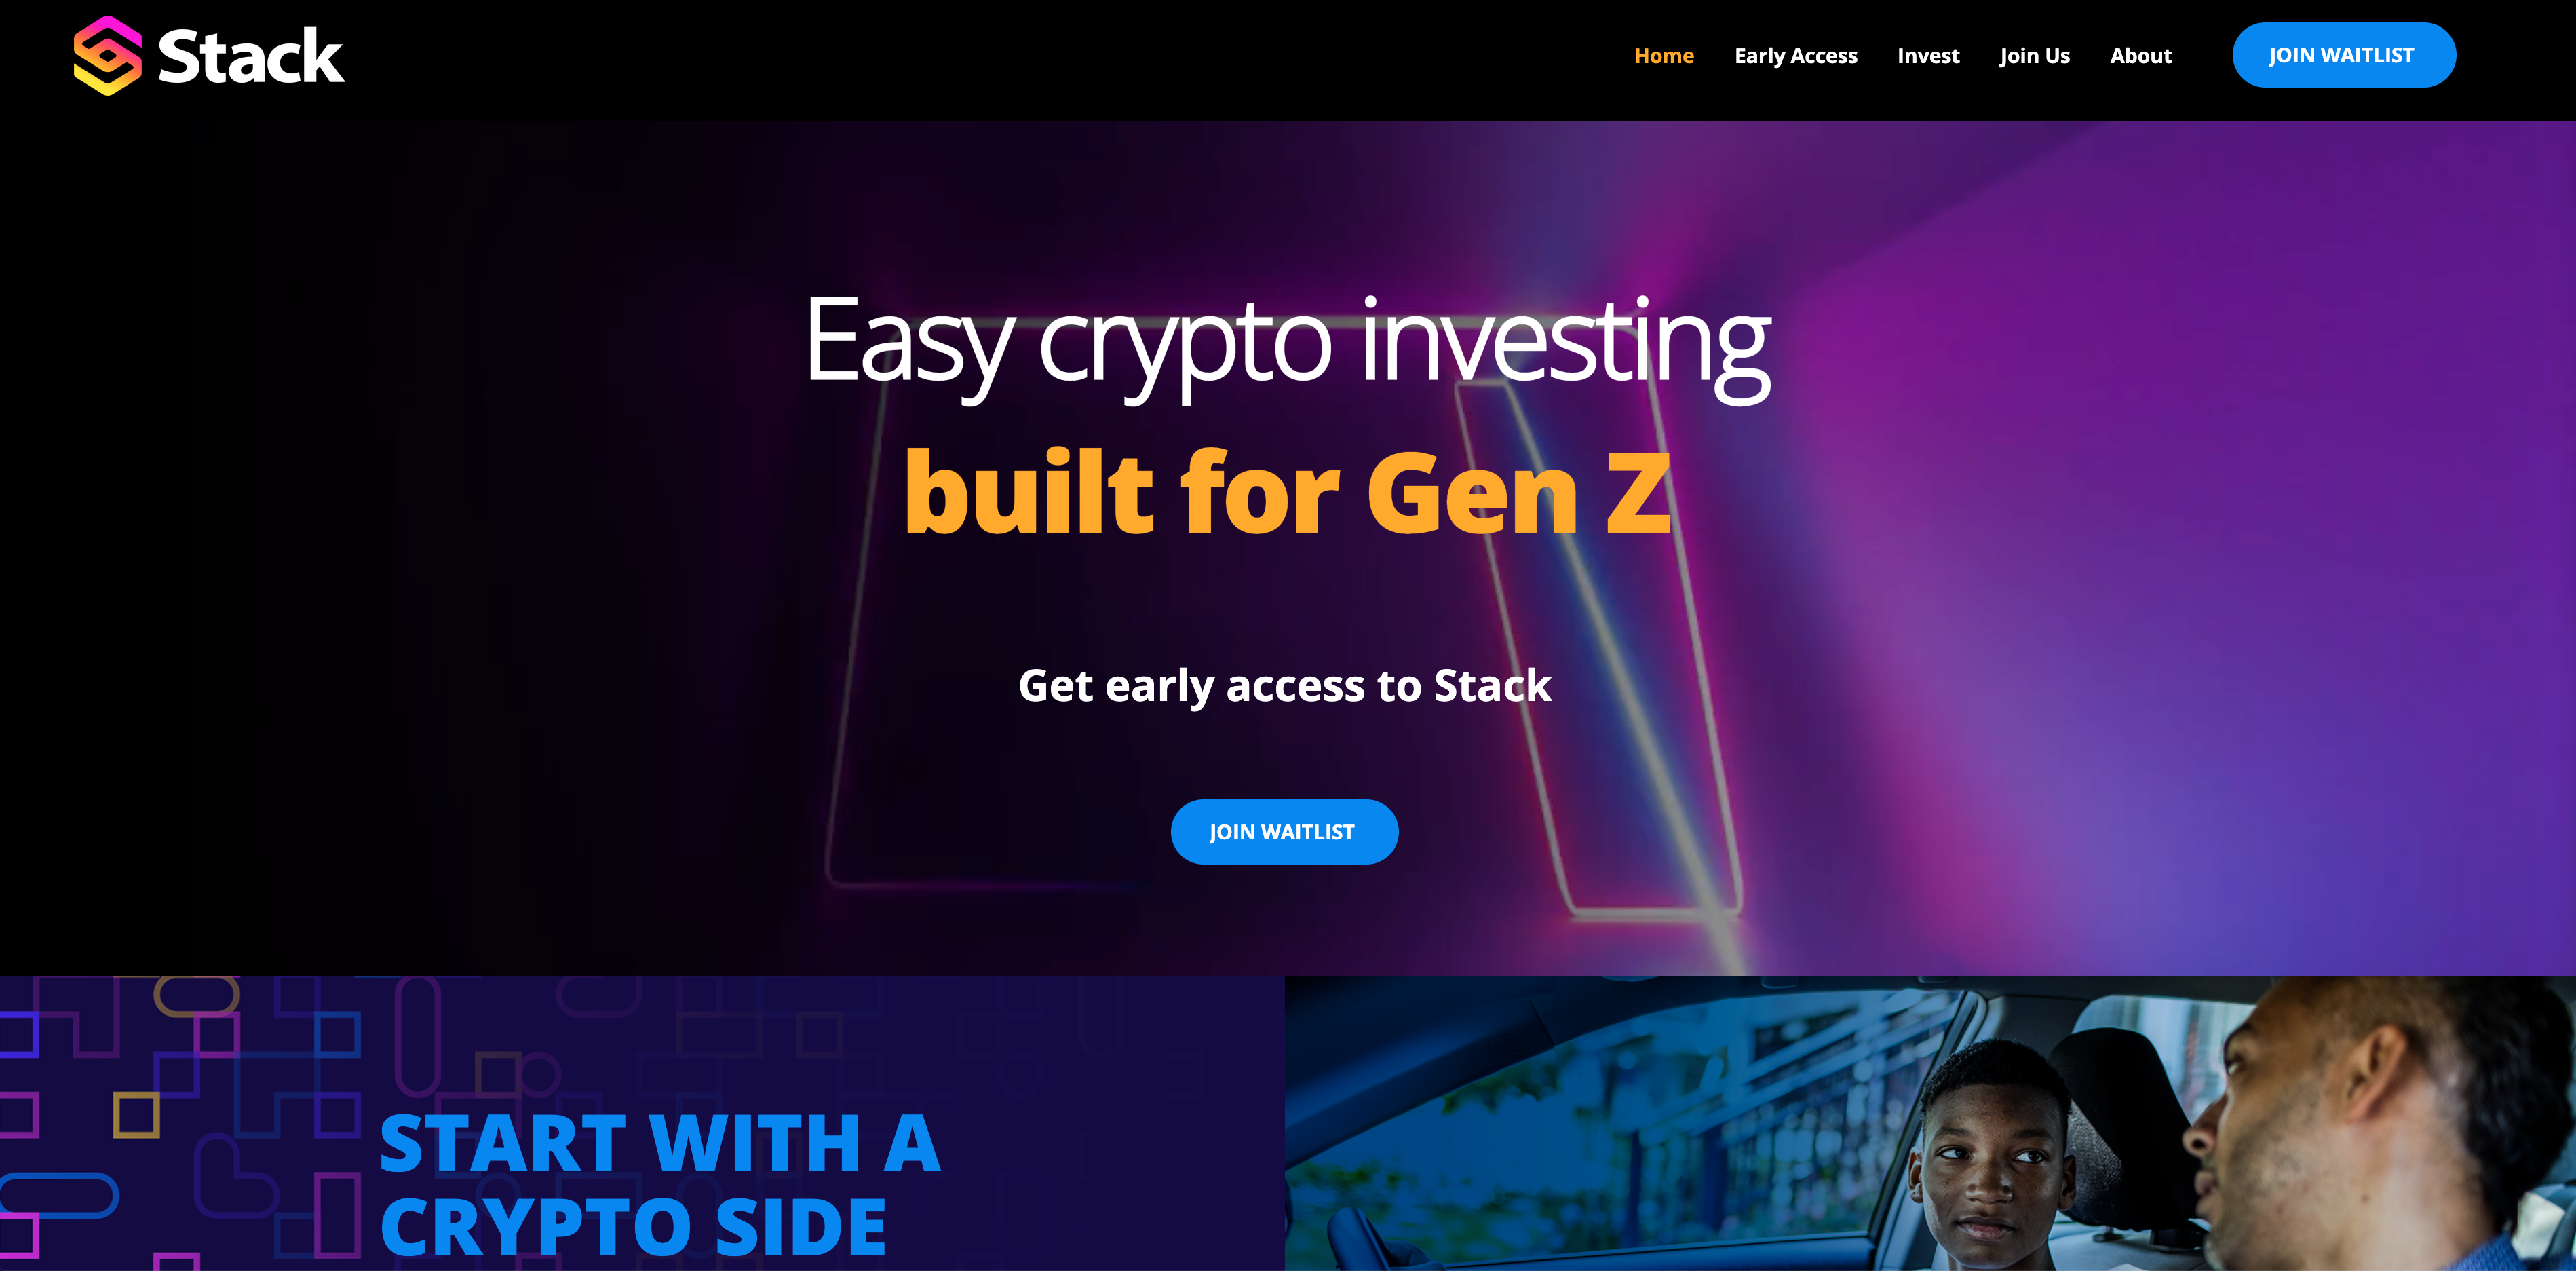 Stack
Home Early Access Invest Join Us About JOIN WAITLIST
Easy crypto investing
built for Gen Z
Get early access to Stack
JOIN WAITLIST
START WITH A
CRYPTO SIDE